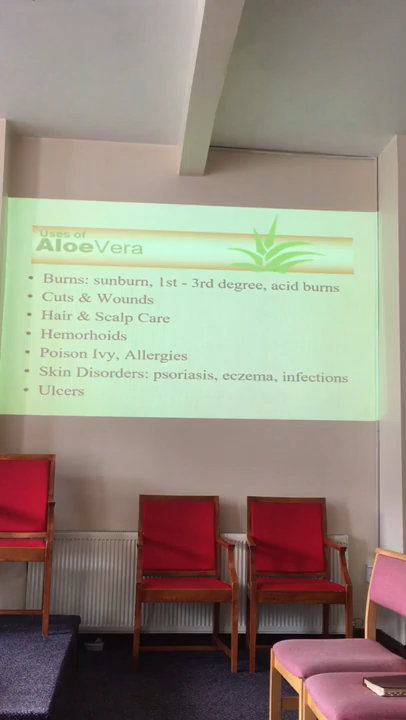 Uses of
AloeVera
• Burns: sunburn, 1st - 3rd degree, acid burns
• Cuts & Wounds
• Hair & Scalp Care
• Hemorhoids
• Poison Ivy, Allergies
• Skin Disorders: psoriasis, eczema, infections
• Ulcers